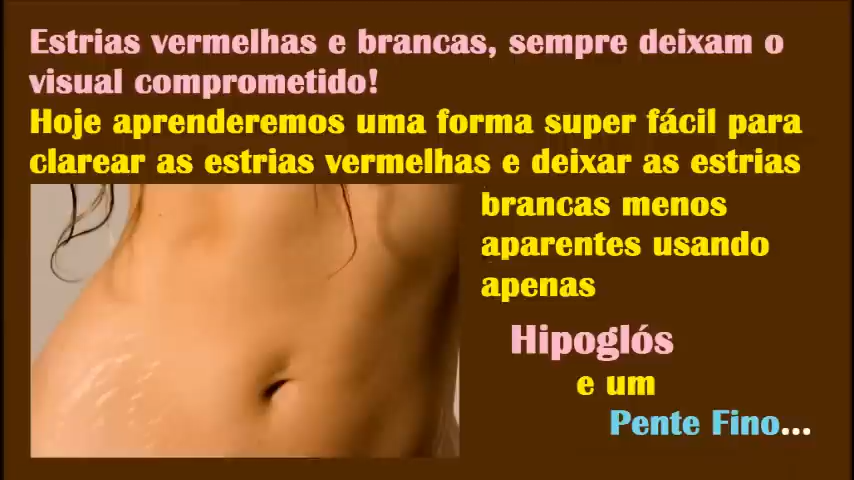 Estrias vermelhas e brancas, sempre deixam o
visual comprometido!
Hoje aprenderemos uma forma super fácil para
clarear as estrias vermelhas e deixar as estrias
brancas menos
aparentes usando
apenas
Hipoglós
e um
Pente Fino...